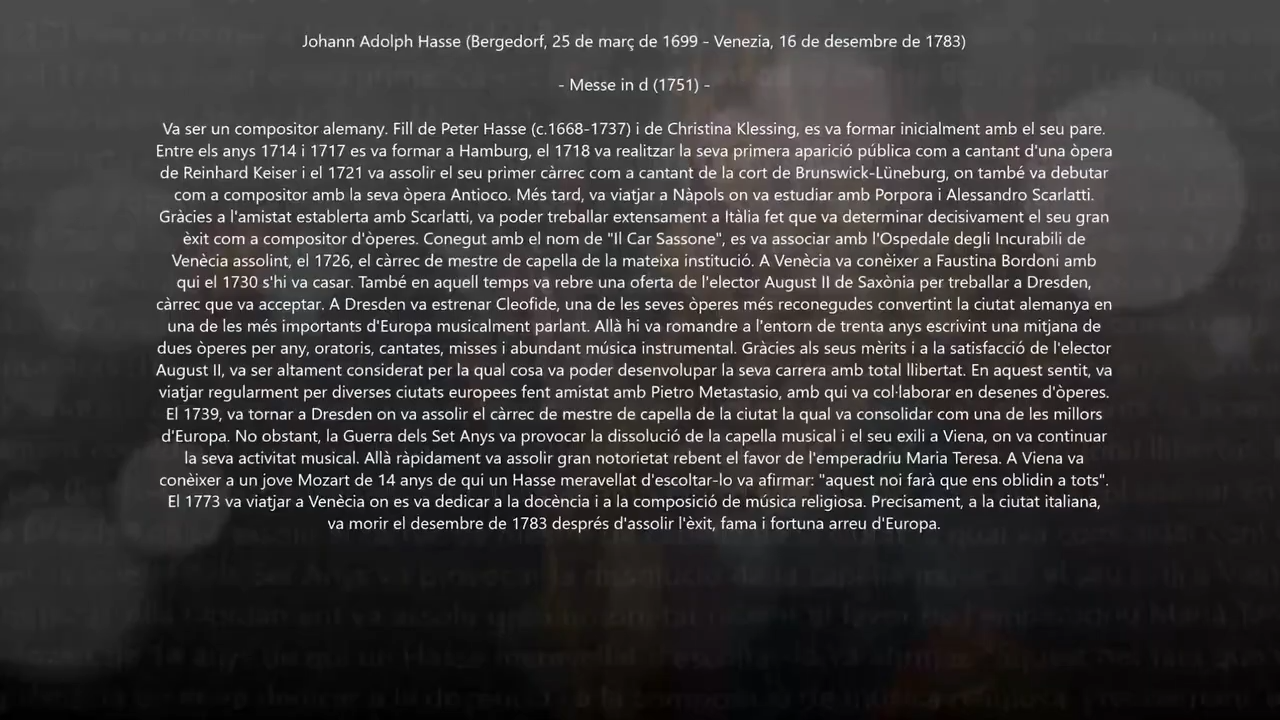 Johann Adolph Hasse (Bergedorf, 25 de març de 1699 - Venezia, 16 de desembre de 1783)
- Messe in d (1751) -
Va ser un compositor alemany. Fill de Peter Hasse (c.1668-1737) i de Christina Klessing, es va formar inicialment amb el seu pare.
Entre els anys 1714 i 1717 es va formar a Hamburg, el 1718 va realitzar la seva primera aparició pública com a cantant d'una òpera
de Reinhard Keiser i el 1721 va assolir el seu primer càrrec com a cantant de la cort de Brunswick-Lüneburg, on també va debutar
com a compositor amb la seva òpera Antioco. Més tard, va viatjar a Nàpols on va estudiar amb Porpora i Alessandro Scarlatti.
Gràcies a l'amistat establerta amb Scarlatti, va poder treballar extensament a Itàlia fet que va determinar decisivament el seu gran
èxit com a compositor d'òperes. Conegut amb el nom de "Il Car Sassone", es va associar amb l'Ospedale degli Incurabili de
Venècia assolint, el 1726, el càrrec de mestre de capella de la mateixa institució. A Venècia va conèixer a Faustina Bordoni amb
qui el 1730 s'hi va casar. També en aquell temps va rebre una oferta de l'elector August II de Saxònia per treballar a Dresden,
càrrec que va acceptar. A Dresden va estrenar Cleofide, una de les seves òperes més reconegudes convertint la ciutat alemanya en
una de les més importants d'Europa musicalment parlant. Allà hi va romandre a l'entorn de trenta anys escrivint una mitjana de
dues òperes per any, oratoris, cantates, misses i abundant música instrumental. Gràcies als seus mèrits i a la satisfacció de l'elector
August II, va ser altament considerat per la qual cosa va poder desenvolupar la seva carrera amb total llibertat. En aquest sentit, va
viatjar regularment per diverses ciutats europees fent amistat amb Pietro Metastasio, amb qui va col·laborar en desenes d'òperes.
El 1739, va tornar a Dresden on va assolir el càrrec de mestre de capella de la ciutat la qual va consolidar com una de les millors
d'Europa. No obstant, la Guerra dels Set Anys va provocar la dissolució de la capella musical i el seu exili a Viena, on va continuar
la seva activitat musical. Allà ràpidament va assolir gran notorietat rebent el favor de l'emperadriu Maria Teresa. A Viena va
conèixer a un jove Mozart de 14 anys de qui un Hasse meravellat d'escoltar-lo va afirmar: "aquest noi farà que ens oblidin a tots".
El 1773 va viatjar a Venècia on es va dedicar a la docència i a la composició de música religiosa. Precisament, a la ciutat italiana,
va morir el desembre de 1783 després d'assolir l'èxit, fama i fortuna arreu d'Europa.